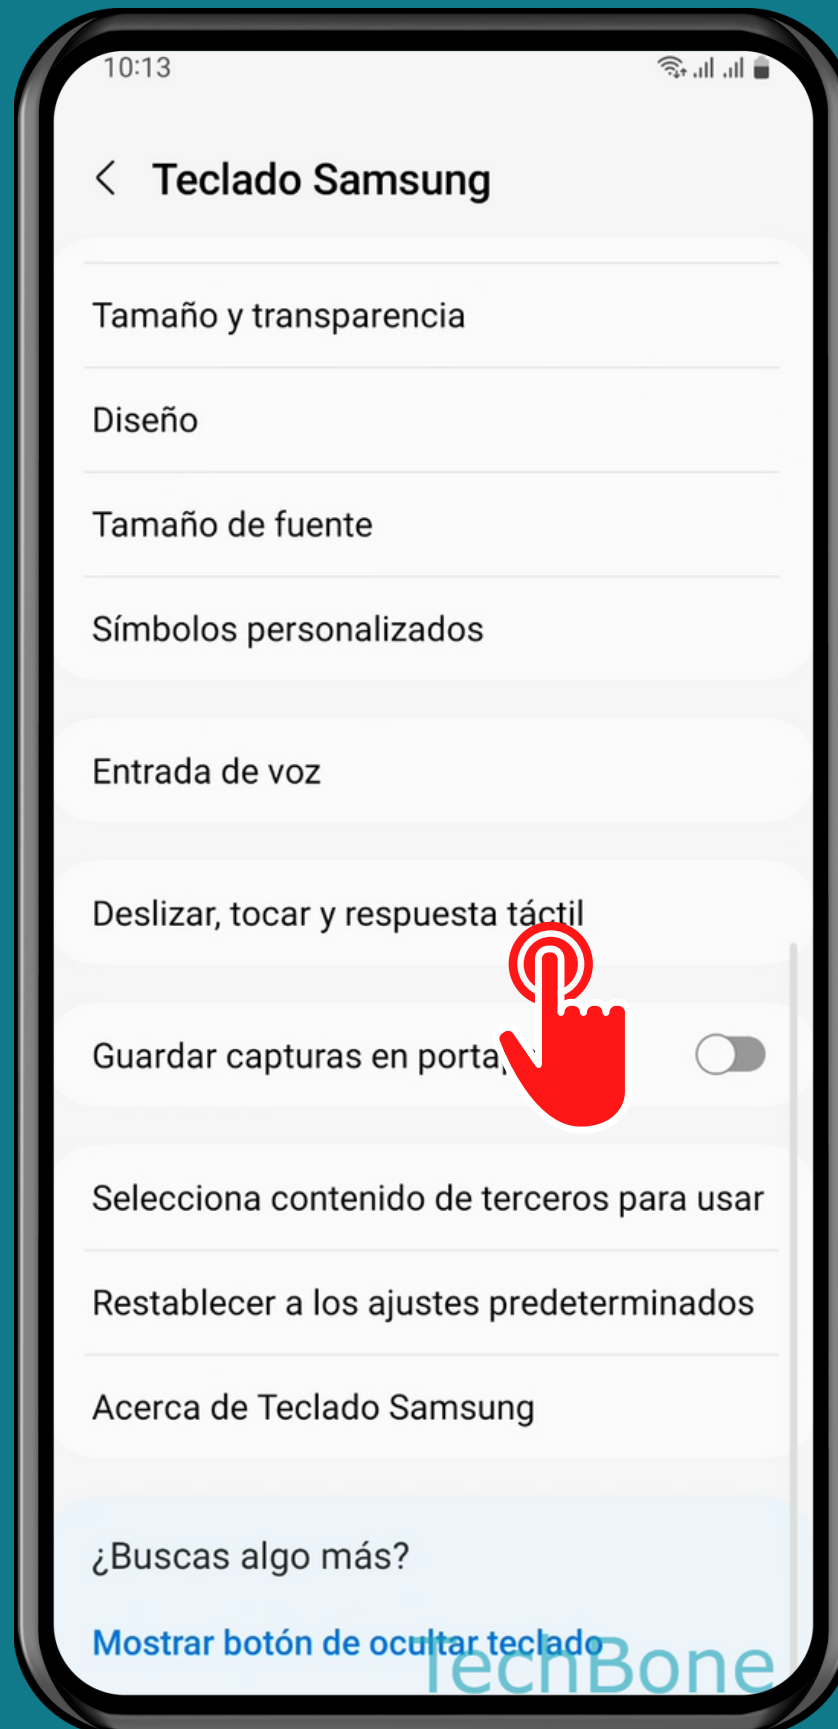 10:13
Teclado Samsung
Tamaño y transparencia
Diseño
Tamaño de fuente
Símbolos personalizados
Entrada de voz
Deslizar, tocar y respuesta táctil
Guardar capturas en
Selecciona contenido de terceros para usar
Restablecer a los ajustes predeterminados
Acerca de Teclado Samsung
¿Buscas algo más?
Mostrar botón de ocultar teclado
TechBone